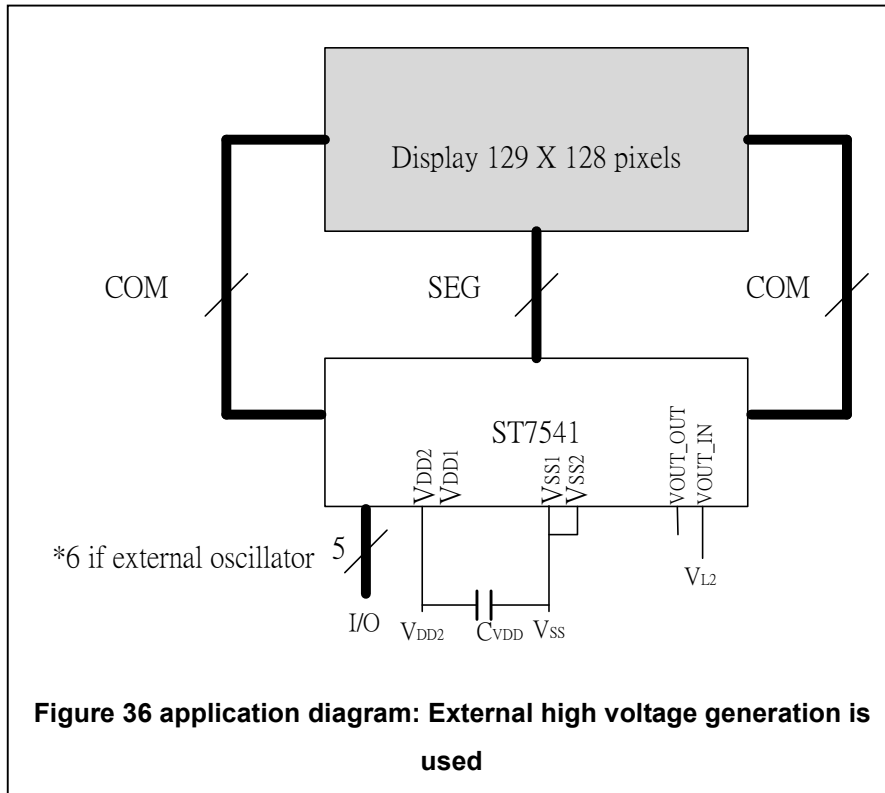 Display 129 X 128 pixels
COM
SEG
COM
ST7541
VDD2
VDD1
VSS1
VSS2
VOUT_OUT
VOUT_IN
*6 if external oscillator
5
I/O
VDD2
CVDD
VSS
VL2
Figure 36 application diagram: External high voltage generation is
used